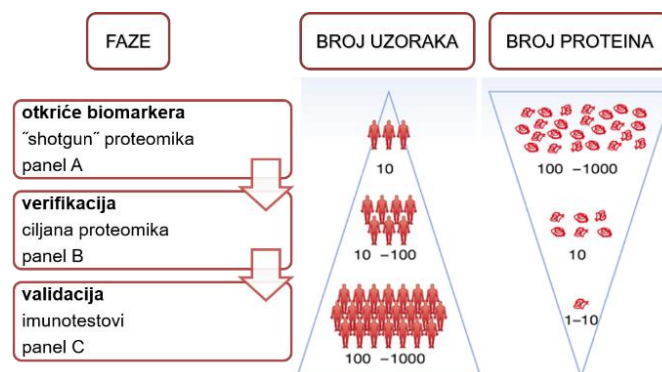 FAZE
BROJ UZORAKA
BROJ PROTEINA
otkriće biomarkera
˝shotgun˝ proteomika
panel A
10
100 -1000
verifikacija
ciljana proteomika
panel B
10 -100
10
validacija
imunotestovi
panel C
100 -1000
1-10